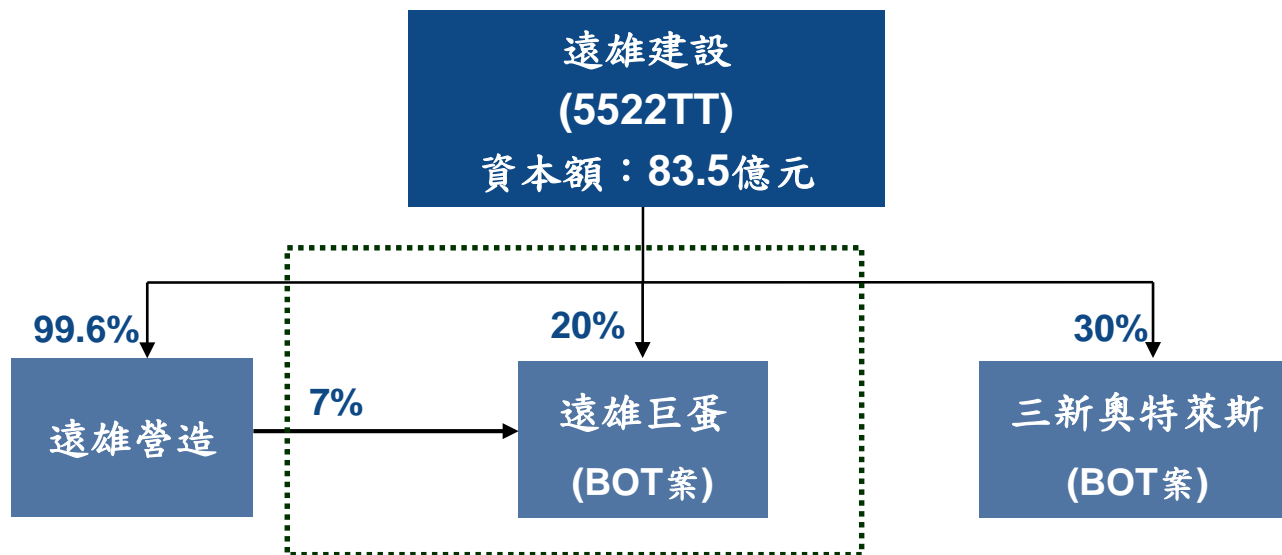 遠雄建設
(5522TT)
資本額：83.5億元
99.6%
20%
30%
7%
遠雄營造
遠雄巨蛋
(BOT案)
三新奧特萊斯
(BOT案)